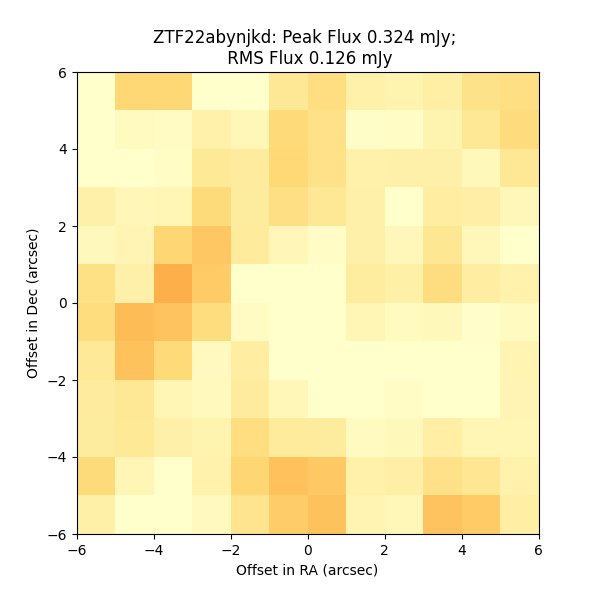 ZTF22abynjkd: Peak Flux 0.324 mJy;
RMS Flux 0.126 mJy
6
4
2
0
−2
−4
−6
Offset in Dec (arcsec)
−6 −4 −2 0 2 4 6
Offset in RA (arcsec)